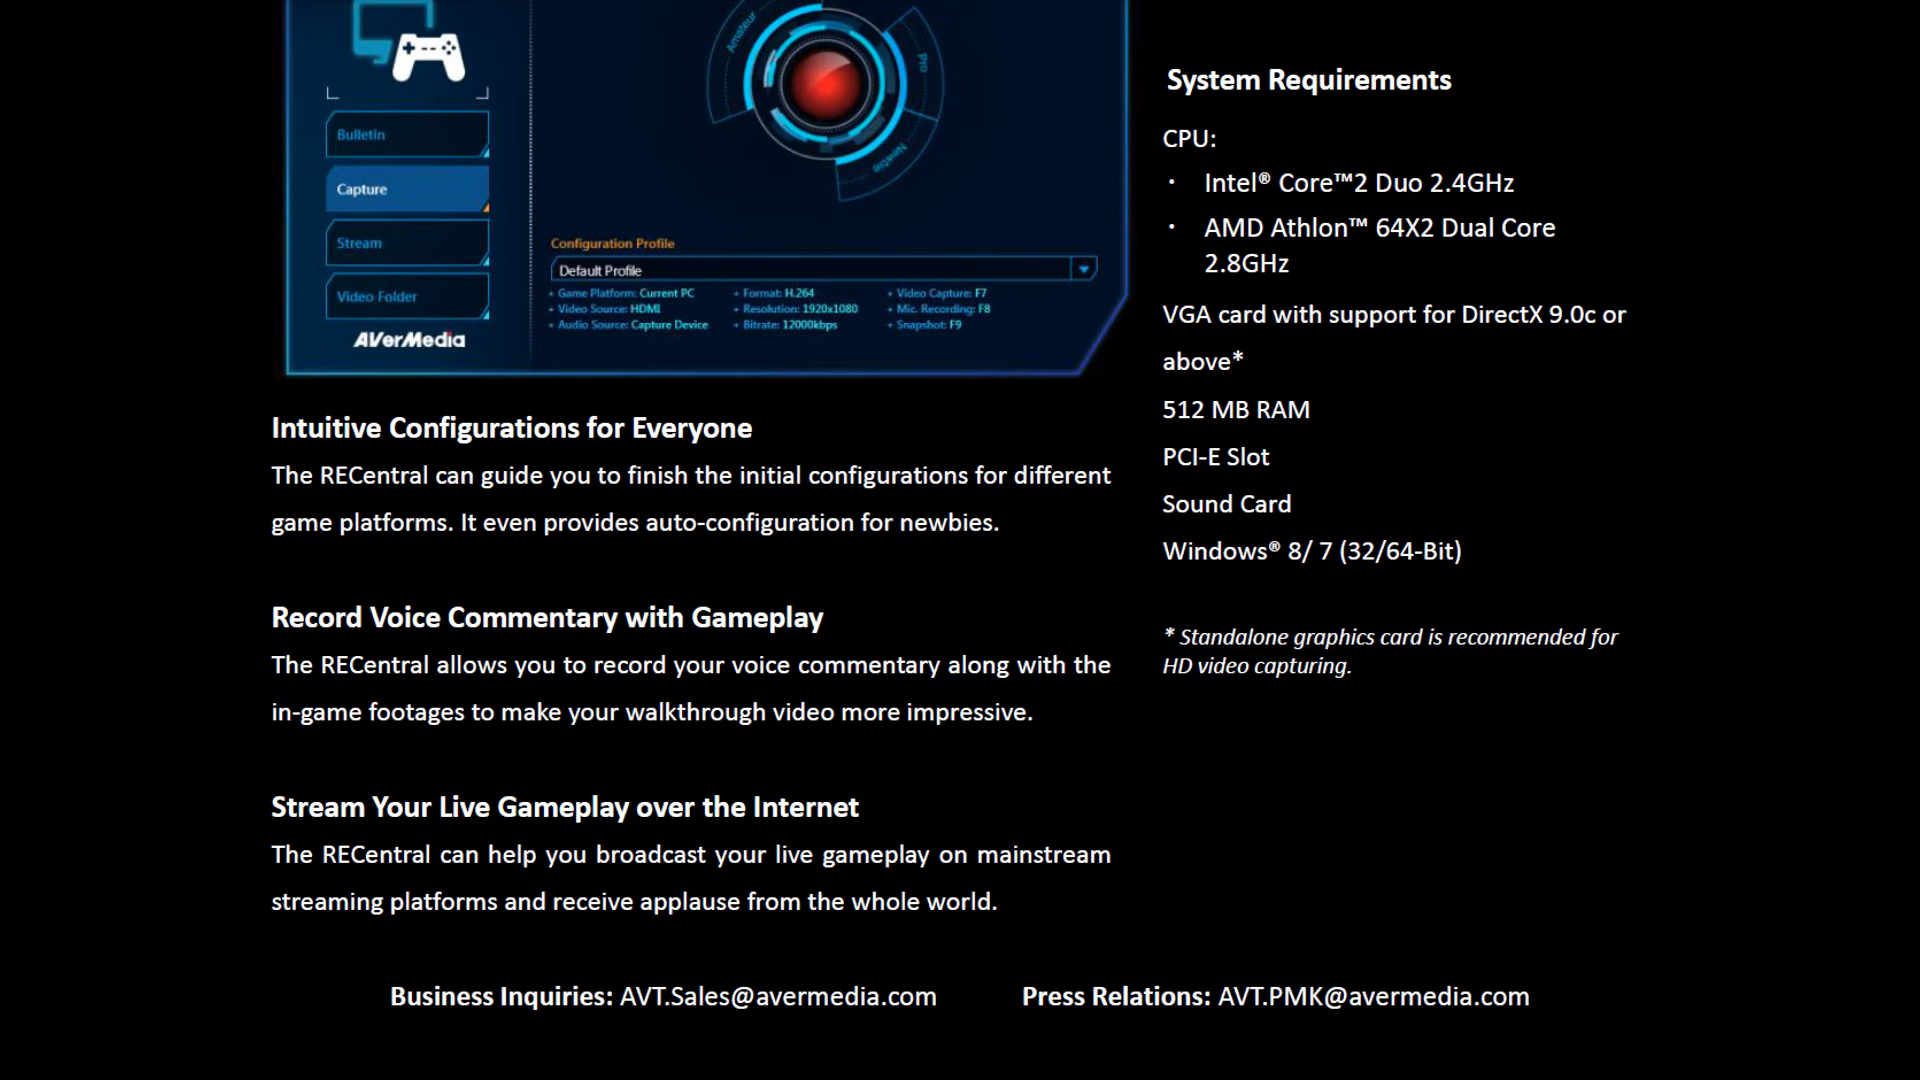 Amateur
Pro
Newbie
Bulletin
Capture
Stream
Video Folder
AVerMedia
Configuration Profile
Default Profile
+ Game Platform: Current PC
+ Format: H.264
+ Video Capture: F7
+ Video Source: HDMI
+ Resolution: 1920x1080
+ Mic. Recording: F8
+ Audio Source: Capture Device
+ Bitrate: 12000kbps
+ Snapshot: F9
Intuitive Configurations for Everyone
The RECentral can guide you to finish the initial configurations for different
game platforms. It even provides auto-configuration for newbies.
Record Voice Commentary with Gameplay
The RECentral allows you to record your voice commentary along with the
in-game footages to make your walkthrough video more impressive.
Stream Your Live Gameplay over the Internet
The RECentral can help you broadcast your live gameplay on mainstream
streaming platforms and receive applause from the whole world.
System Requirements
CPU:
· Intel® Core™2 Duo 2.4GHz
· AMD Athlon™ 64X2 Dual Core
2.8GHz
VGA card with support for DirectX 9.0c or
above*
512 MB RAM
PCI-E Slot
Sound Card
Windows® 8/ 7 (32/64-Bit)
* Standalone graphics card is recommended for
HD video capturing.
Business Inquiries: AVT.Sales@avermedia.com
Press Relations: AVT.PMK@avermedia.com